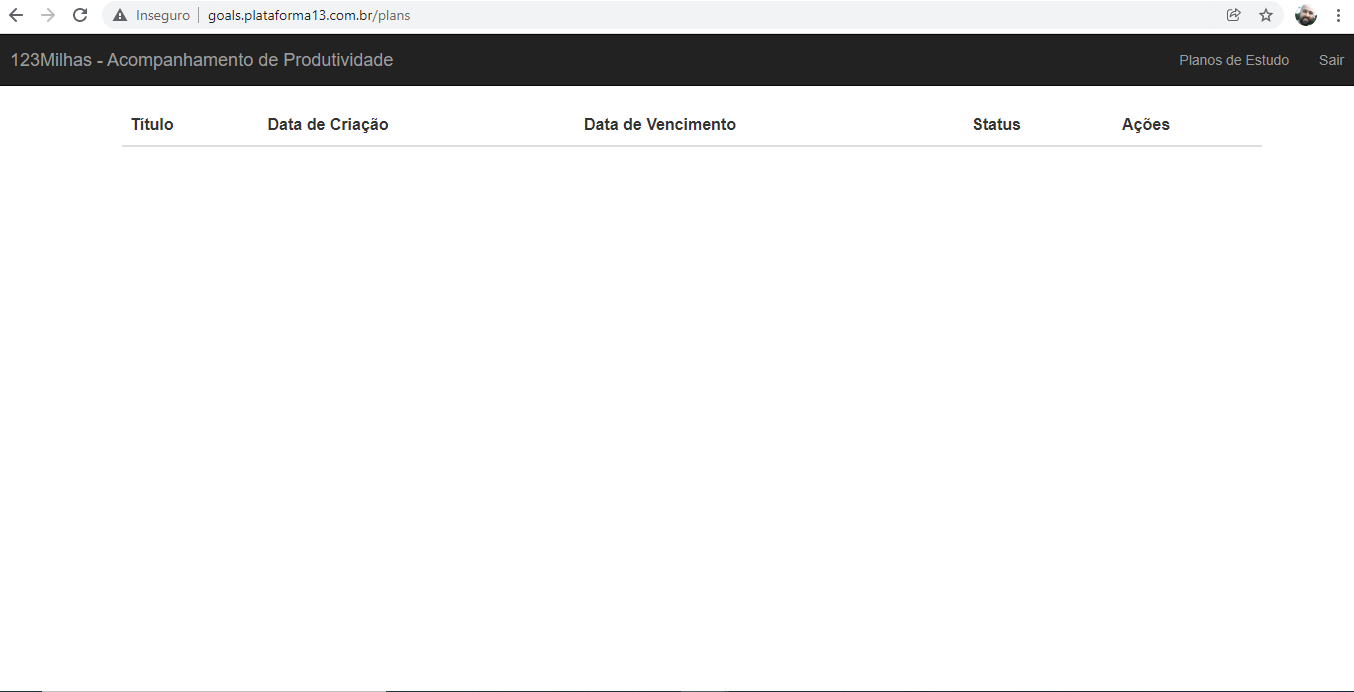 Inseguro goals.plataforma13.com.br/plans
123Milhas - Acompanhamento de Produtividade Planos de Estudo Sair
Título Data de Criação Data de Vencimento Status Ações